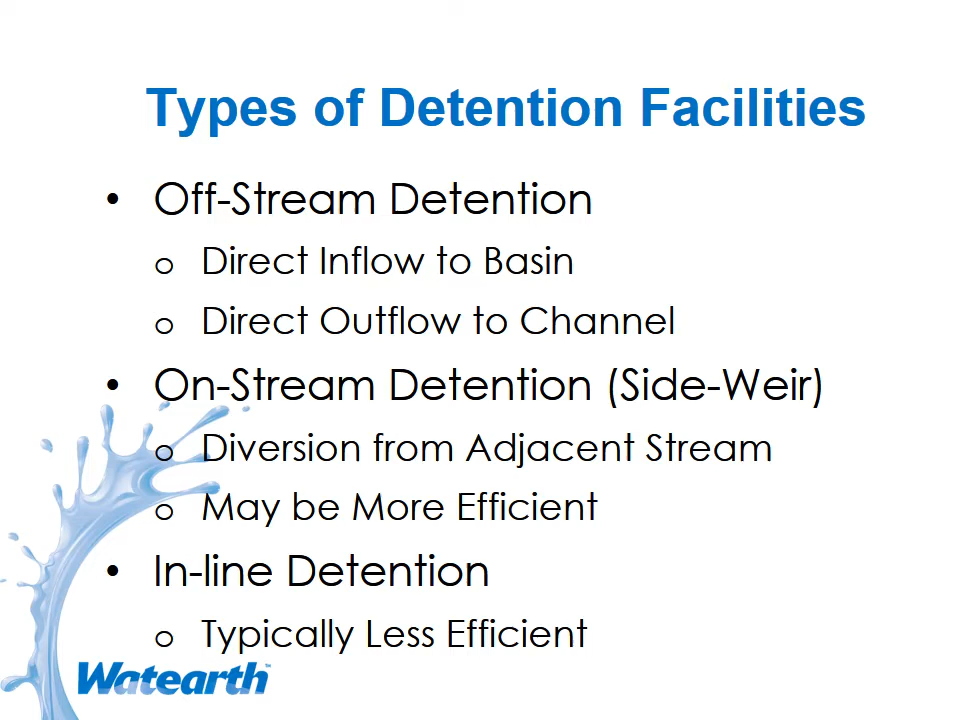 Types of Detention Facilities
• Off-Stream Detention
o Direct Inflow to Basin
o Direct Outflow to Channel
• On-Stream Detention (Side-Weir)
o Diversion from Adjacent Stream
o May be More Efficient
• In-line Detention
o Typically Less Efficient
Watearth™